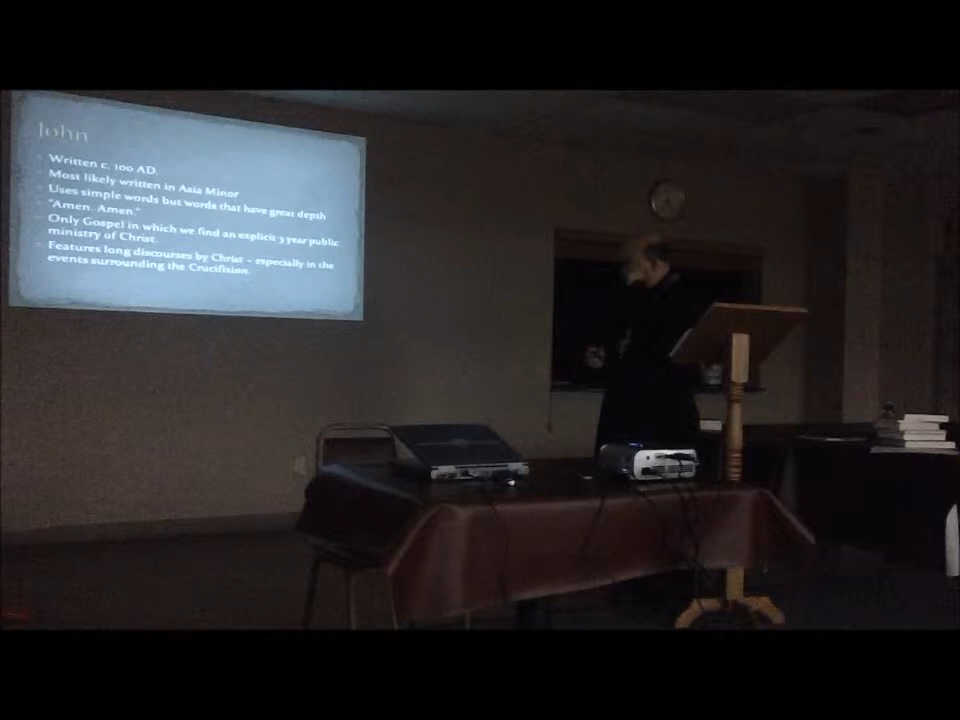 John
Written c. 100 AD.
Most likely written in Asia Minor
Uses simple words but words that have great depth
"Amen. Amen."
Only Gospel in which we find an explicit 3 year public
ministry of Christ.
Features long discourses by Christ – especially in the
events surrounding the Crucifixion.